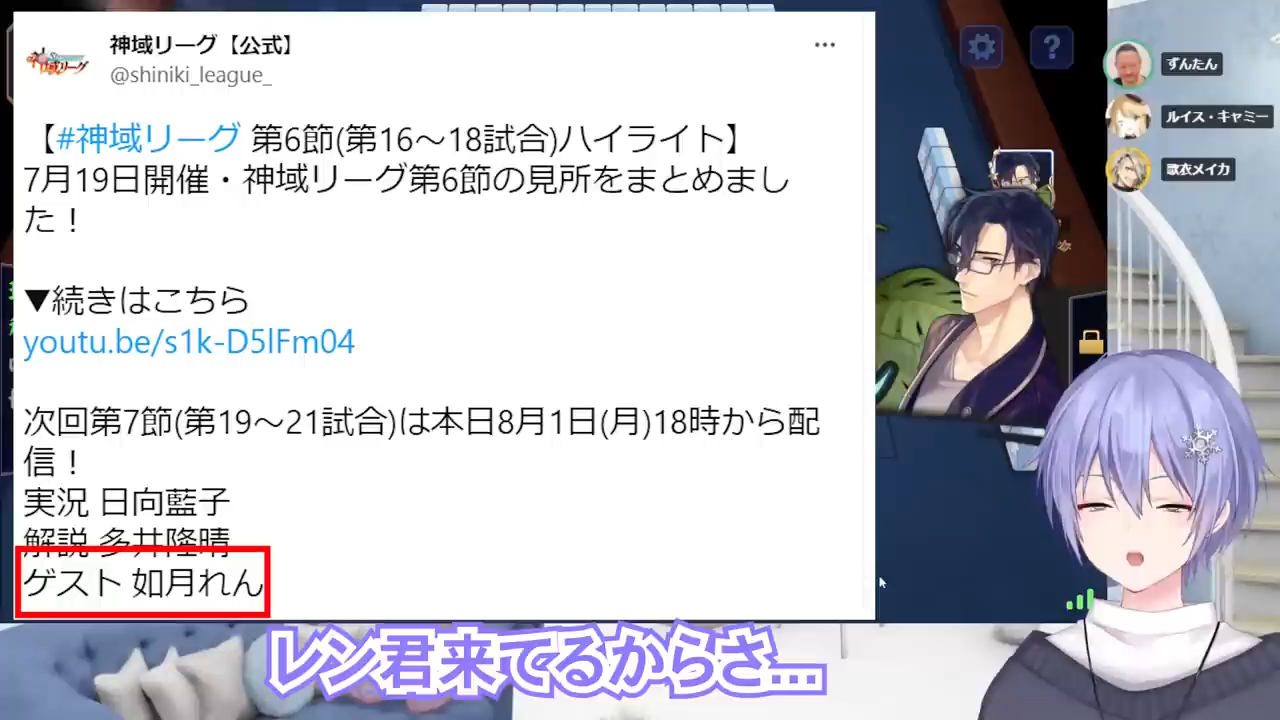 神域リーグ【公式】
@shiniki_league_
【#神域リーグ 第6節(第16～18試合)ハイライト】
7月19日開催・神域リーグ第6節の見所をまとめまし
た！
▼続きはこちら
youtu.be/s1k-D5lFm04
次回第7節(第19～21試合)は本日8月1日(月)18時から配
信！
実況 日向藍子
解説 多井隆晴
ゲスト 如月れん
?
ずんたん
ルイス・キャミー
歌衣メイカ
レン君来てるからさ…